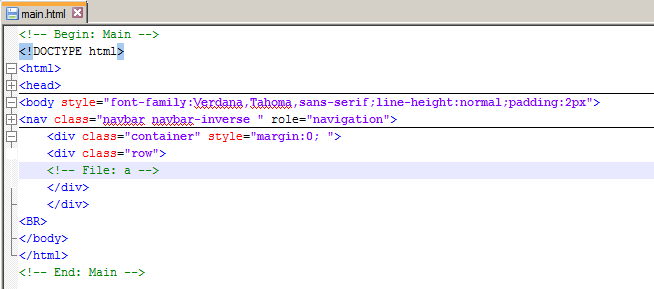 main.html
<!-- Begin: Main -->
<!DOCTYPE html>
<html>
<head>
<body style="font-family:Verdana,Tahoma,sans-serif;line-height:normal;padding:2px">
<nav class="navbar navbar-inverse " role="navigation">
<div class="container" style="margin:0; ">
<div class="row">
<!-- File: a -->
</div>
</div>
<BR>
</body>
</html>
<!-- End: Main -->